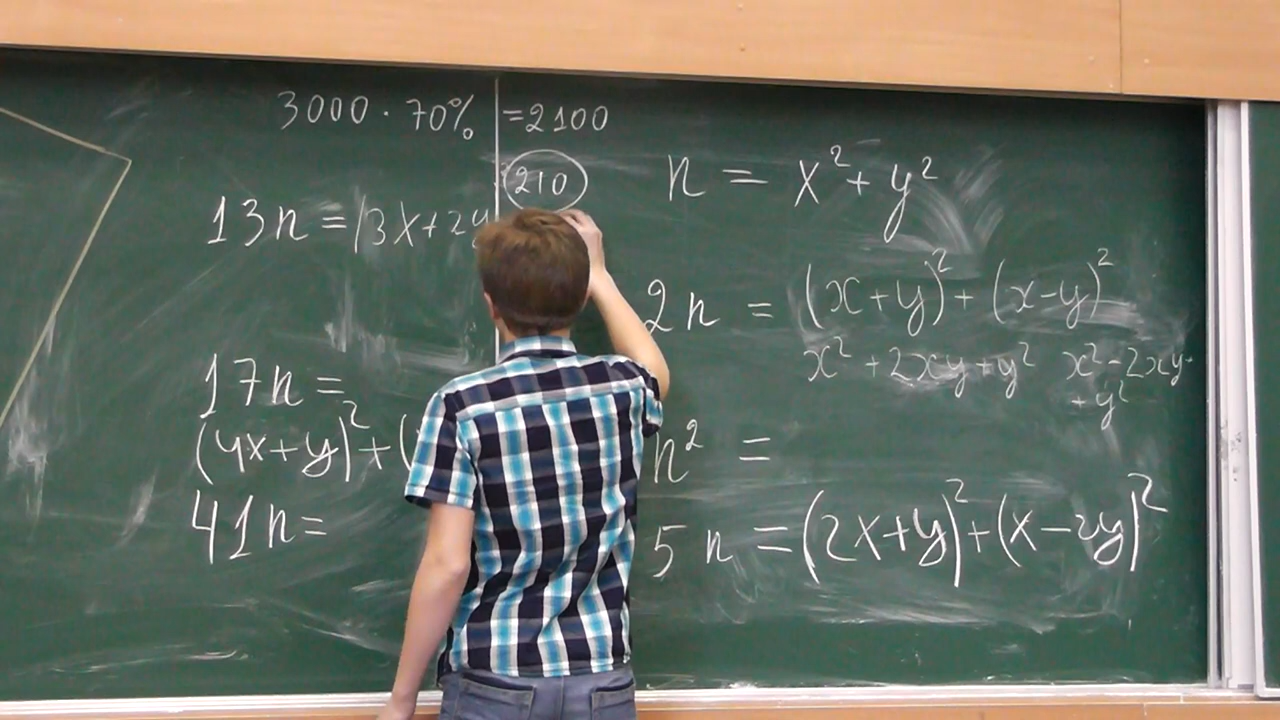 3000 · 70% = 2100
210
13n = (3x+2y
17n =
(4x+y)²+(
41n=
n = x²+y²
2n = (x+y)²+(x-y)²
x²+2xy+y² x²-2xy+
+y²
n² =
5n =(2x+y)²+(x-2y)²